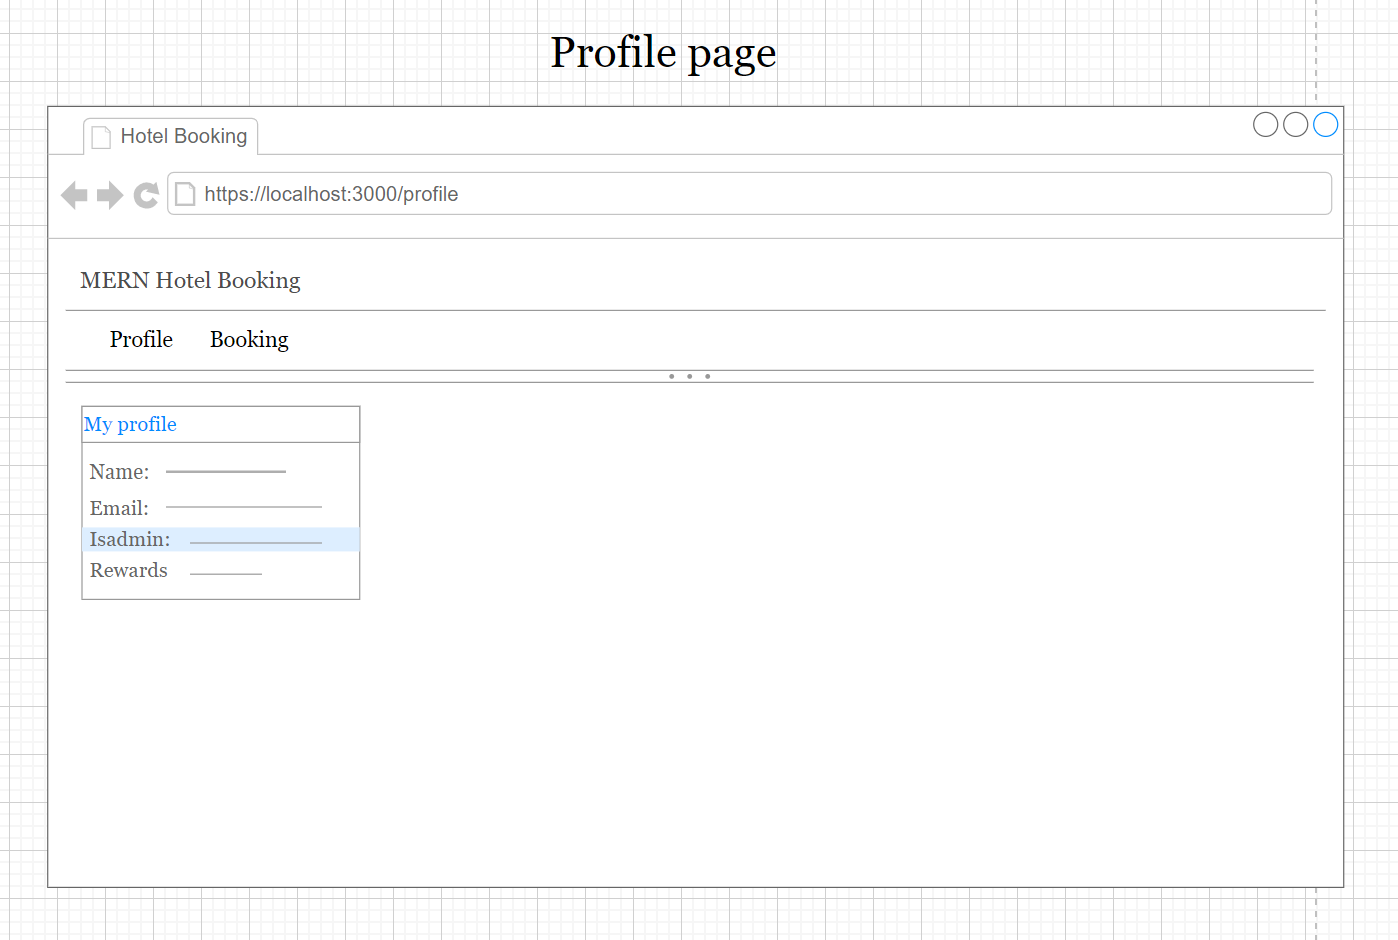 Profile page
Hotel Booking
https://localhost:3000/profile
MERN Hotel Booking
Profile Booking
My profile
Name:
Email:
Isadmin:
Rewards